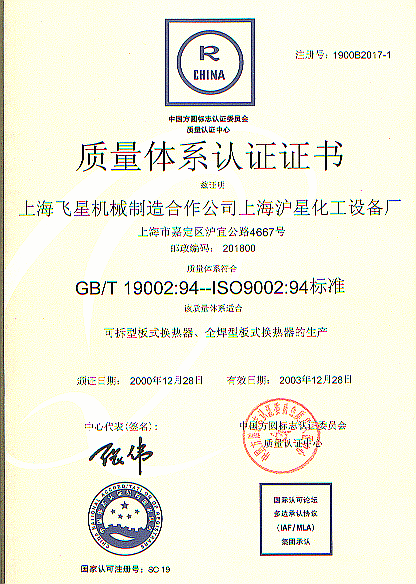 R
CHINA
注册号：1900B2017-1
中国方圆标志认证委员会
质量认证中心
质量体系认证证书
兹证明
上海飞星机械制造合作公司上海沪星化工设备厂
上海市嘉定区沪宜公路4667号
邮政编码：201800
质量体系符合
GB/T 19002:94--ISO9002:94标准
该质量体系适合
可拆型板式换热器、全焊型板式换热器的生产
通证日期：2000年12月28日 有效日期：2003年12月28日
中心代表(签名)：
中国方圆标志认证委员会
质量认证中心
CHINA NATIONAL ACCREDITATION OF REGISTRARS
国际认可论坛
多边承认协议
(IAF/MLA)
集团承认
国家认可注册号：SC19